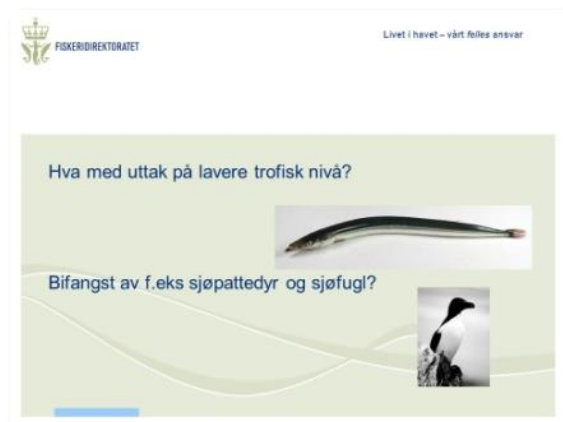 FISKERIDIREKTORATET
Livet i havet – vårt felles ansvar
Hva med uttak på lavere trofisk nivå?
Bifangst av f.eks sjøpattedyr og sjøfugl?